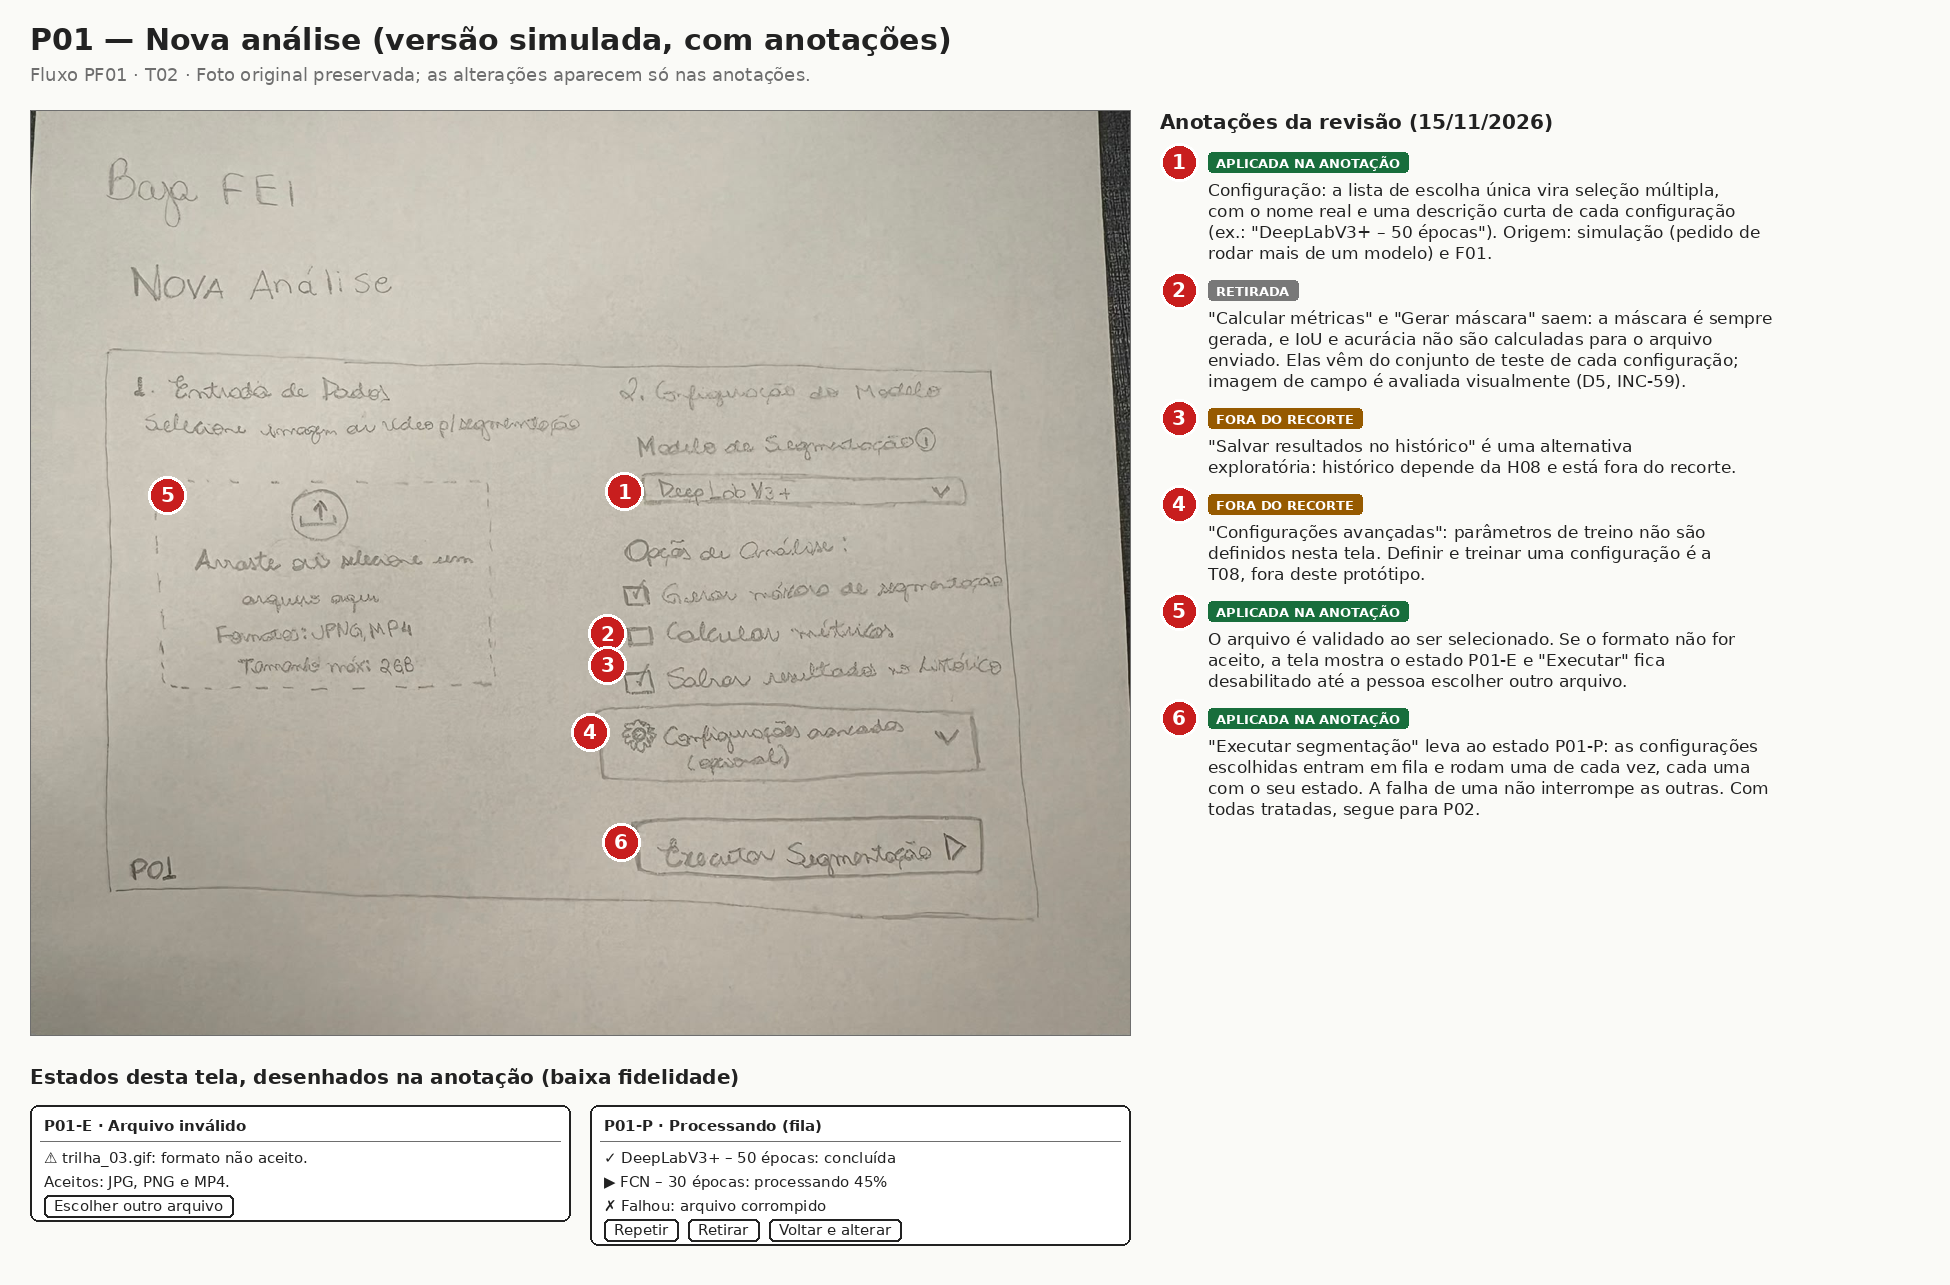 P01 — Nova análise (versão simulada, com anotações)
Fluxo PF01 · T02 · Foto original preservada; as alterações aparecem só nas anotações.
Baja FEI
Nova Análise
1. Entrada de Dados
Selecione imagem ou vídeo p/segmentação
5
Arraste ou selecione um
arquivo aqui
Formatos: JPNG, MP4
Tamanho máx: 2GB
P01
2. Configuração do Modelo
Modelo de Segmentação i
1
DeepLabV3+
Opções de Análise:
Gerar máscara de segmentação
2
Calcular métricas
3
Salvar resultados no histórico
4
Configurações avançadas
(opcional)
6
Executar Segmentação
Anotações da revisão (15/11/2026)
1 APLICADA NA ANOTAÇÃO
Configuração: a lista de escolha única vira seleção múltipla,
com o nome real e uma descrição curta de cada configuração
(ex.: "DeepLabV3+ – 50 épocas"). Origem: simulação (pedido de
rodar mais de um modelo) e F01.
2 RETIRADA
"Calcular métricas" e "Gerar máscara" saem: a máscara é sempre
gerada, e IoU e acurácia não são calculadas para o arquivo
enviado. Elas vêm do conjunto de teste de cada configuração;
imagem de campo é avaliada visualmente (D5, INC-59).
3 FORA DO RECORTE
"Salvar resultados no histórico" é uma alternativa
exploratória: histórico depende da H08 e está fora do recorte.
4 FORA DO RECORTE
"Configurações avançadas": parâmetros de treino não são
definidos nesta tela. Definir e treinar uma configuração é a
T08, fora deste protótipo.
5 APLICADA NA ANOTAÇÃO
O arquivo é validado ao ser selecionado. Se o formato não for
aceito, a tela mostra o estado P01-E e "Executar" fica
desabilitado até a pessoa escolher outro arquivo.
6 APLICADA NA ANOTAÇÃO
"Executar segmentação" leva ao estado P01-P: as configurações
escolhidas entram em fila e rodam uma de cada vez, cada uma
com o seu estado. A falha de uma não interrompe as outras. Com
todas tratadas, segue para P02.
Estados desta tela, desenhados na anotação (baixa fidelidade)
P01-E · Arquivo inválido
⚠ trilha_03.gif: formato não aceito.
Aceitos: JPG, PNG e MP4.
Escolher outro arquivo
P01-P · Processando (fila)
✓ DeepLabV3+ – 50 épocas: concluída
▶ FCN – 30 épocas: processando 45%
✗ Falhou: arquivo corrompido
Repetir Retirar Voltar e alterar